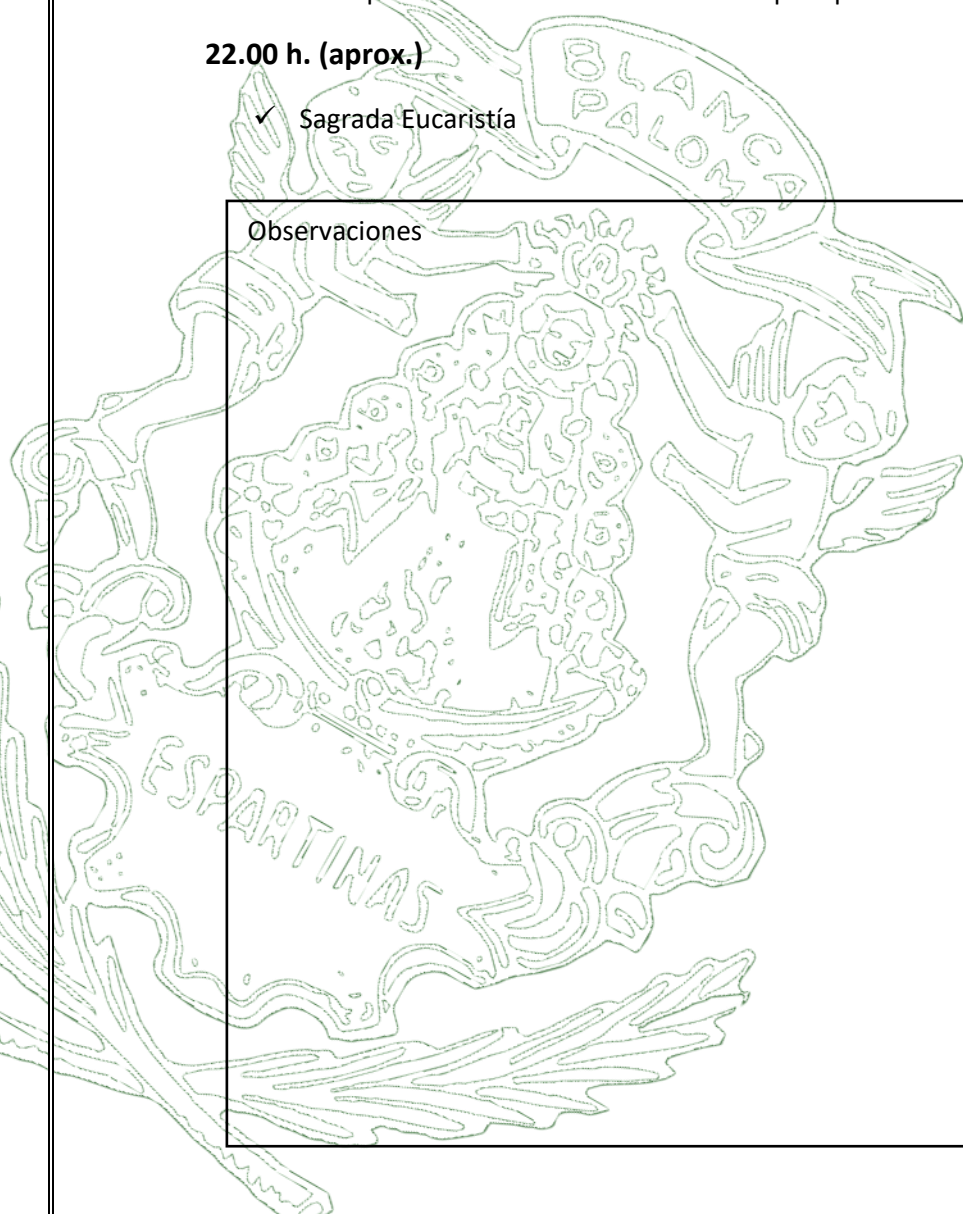 22.00 h. (aprox.)
✓ Sagrada Eucaristía
BLANCA
PALOMA
Observaciones
ESPARTINAS